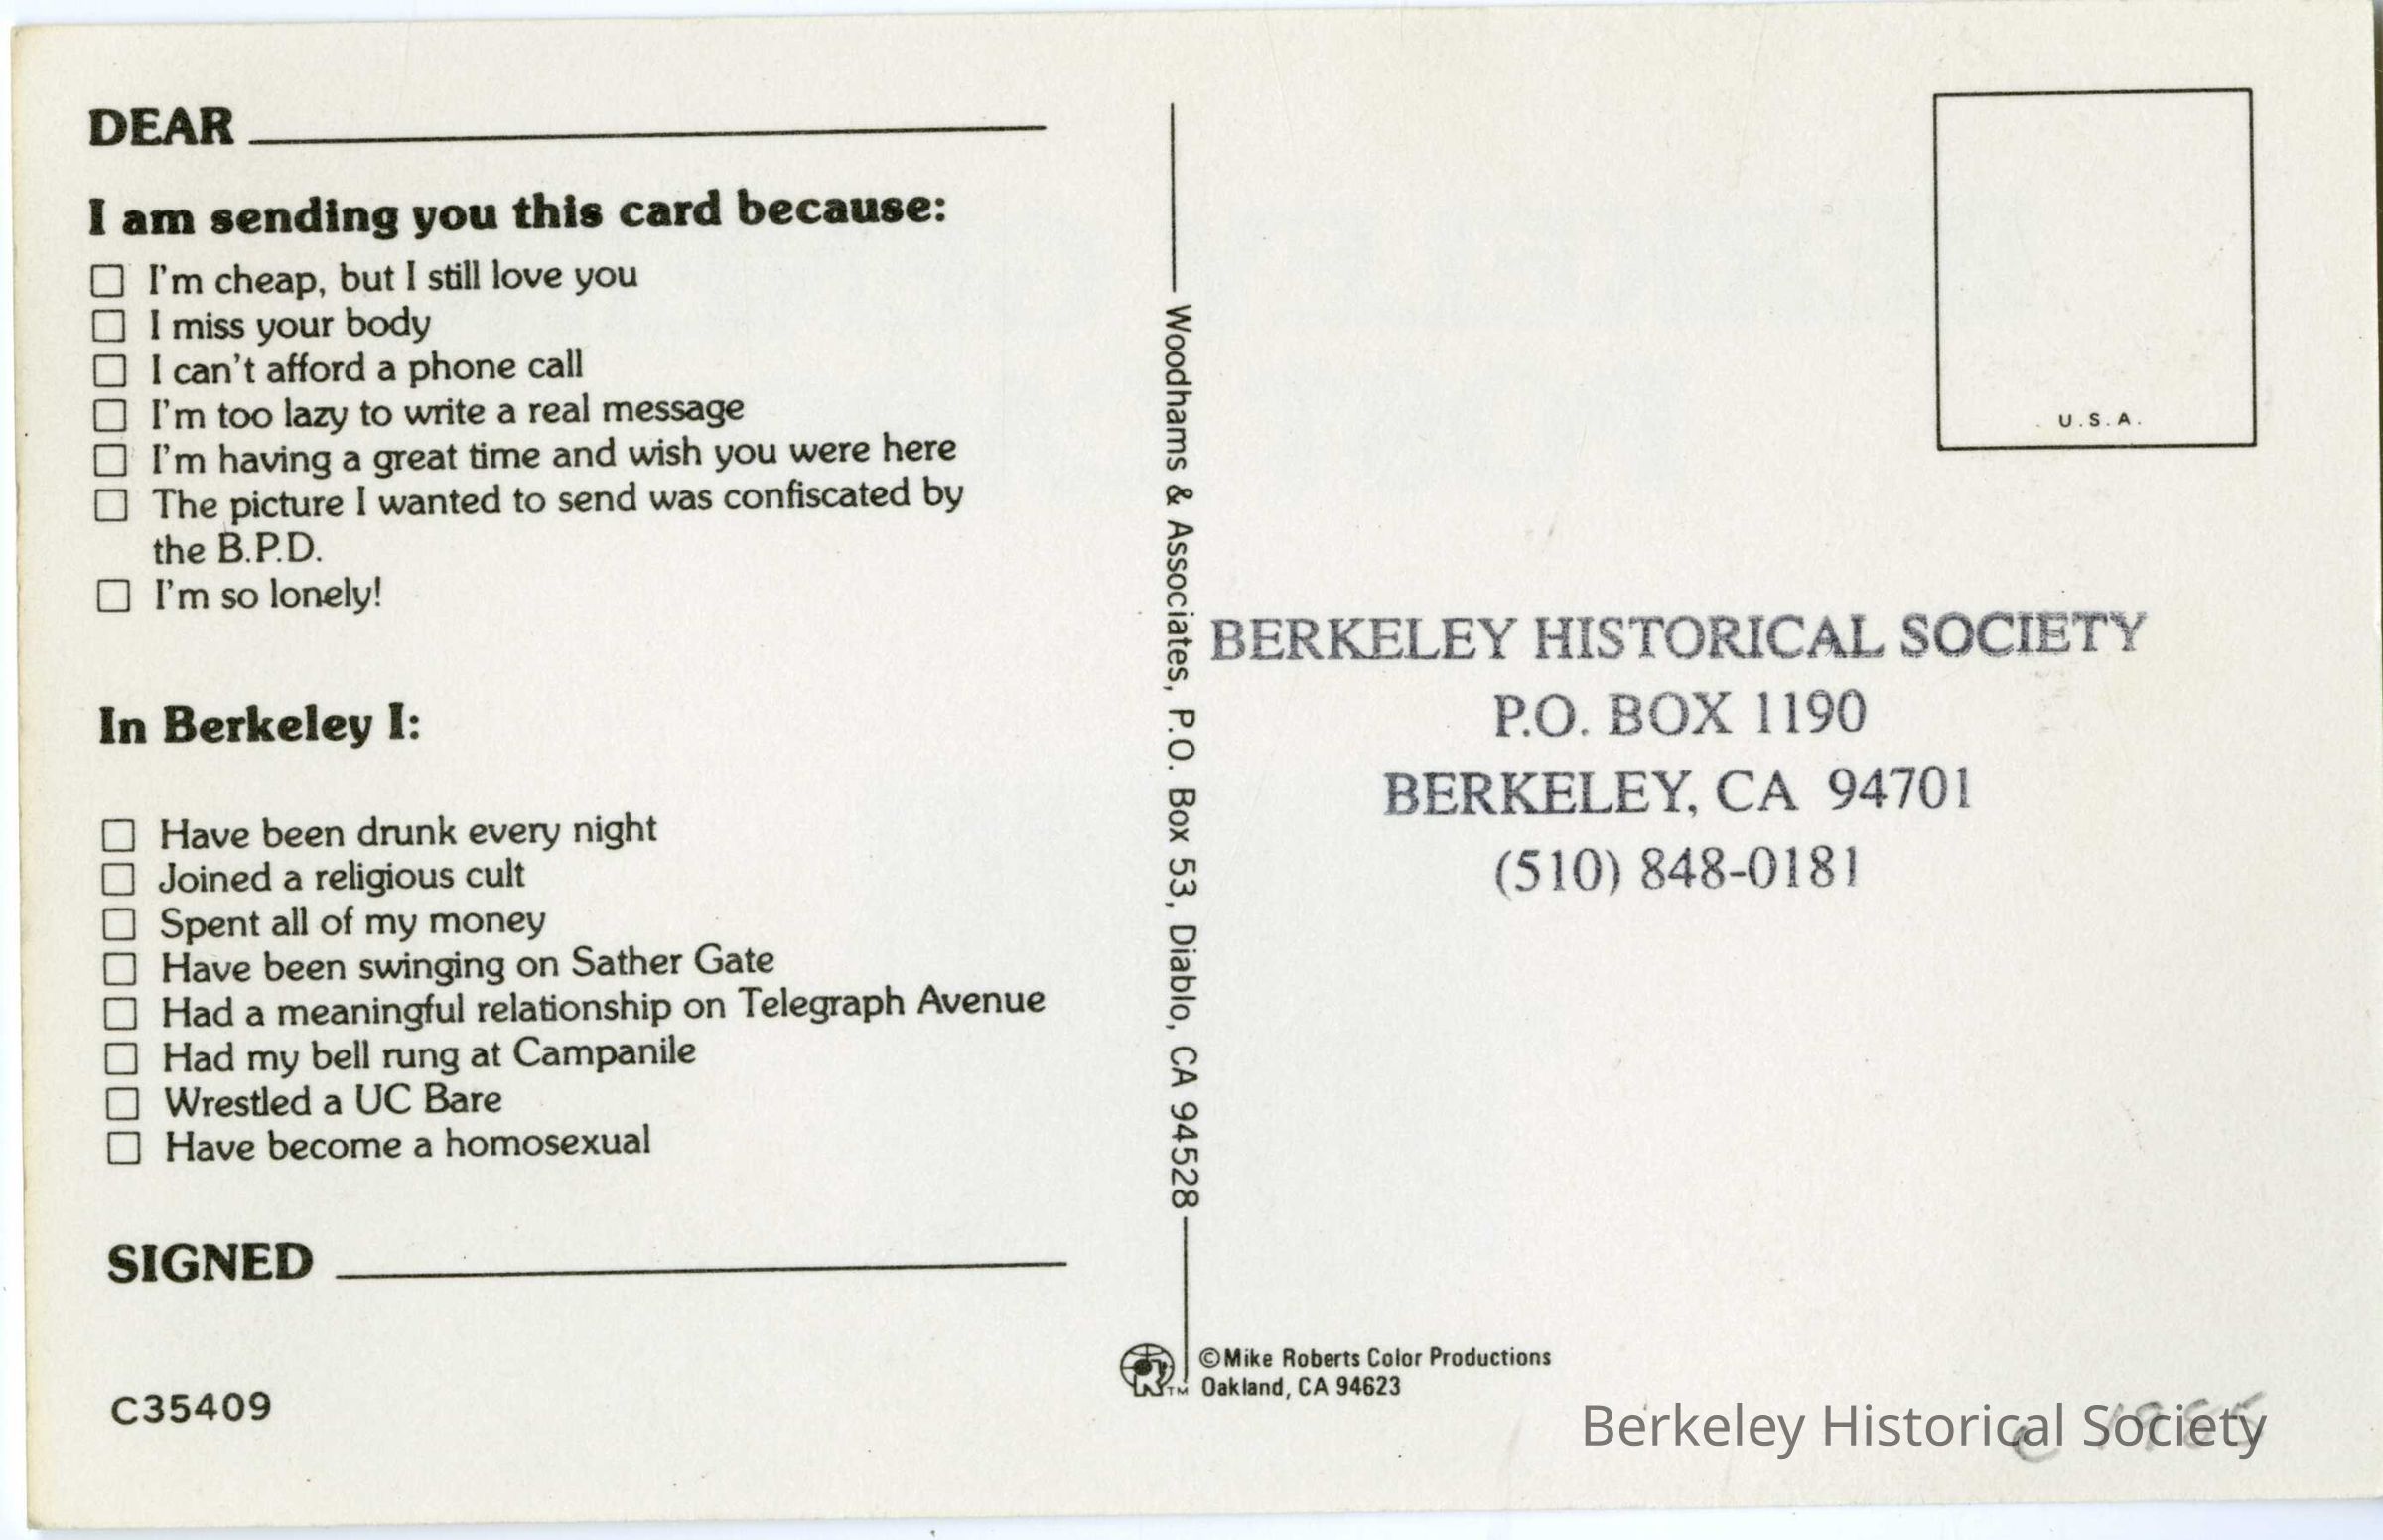 DEAR
I am sending you this card because:
I'm cheap, but I still love you
I miss your body
I can't afford a phone call
I'm too lazy to write a real message
I'm having a great time and wish you were here
The picture I wanted to send was confiscated by
the B.P.D.
I'm so lonely!
In Berkeley I:
Have been drunk every night
Joined a religious cult
Spent all of my money
Have been swinging on Sather Gate
Had a meaningful relationship on Telegraph Avenue
Had my bell rung at Campanile
Wrestled a UC Bare
Have become a homosexual
SIGNED
C35409
Woodhams & Associates, P.O. Box 53, Diablo, CA 94528
U.S.A.
BERKELEY HISTORICAL SOCIETY
P.O. BOX 1190
BERKELEY, CA 94701
(510) 848-0181
R TM
©Mike Roberts Color Productions
Oakland, CA 94623
Berkeley Historical Society